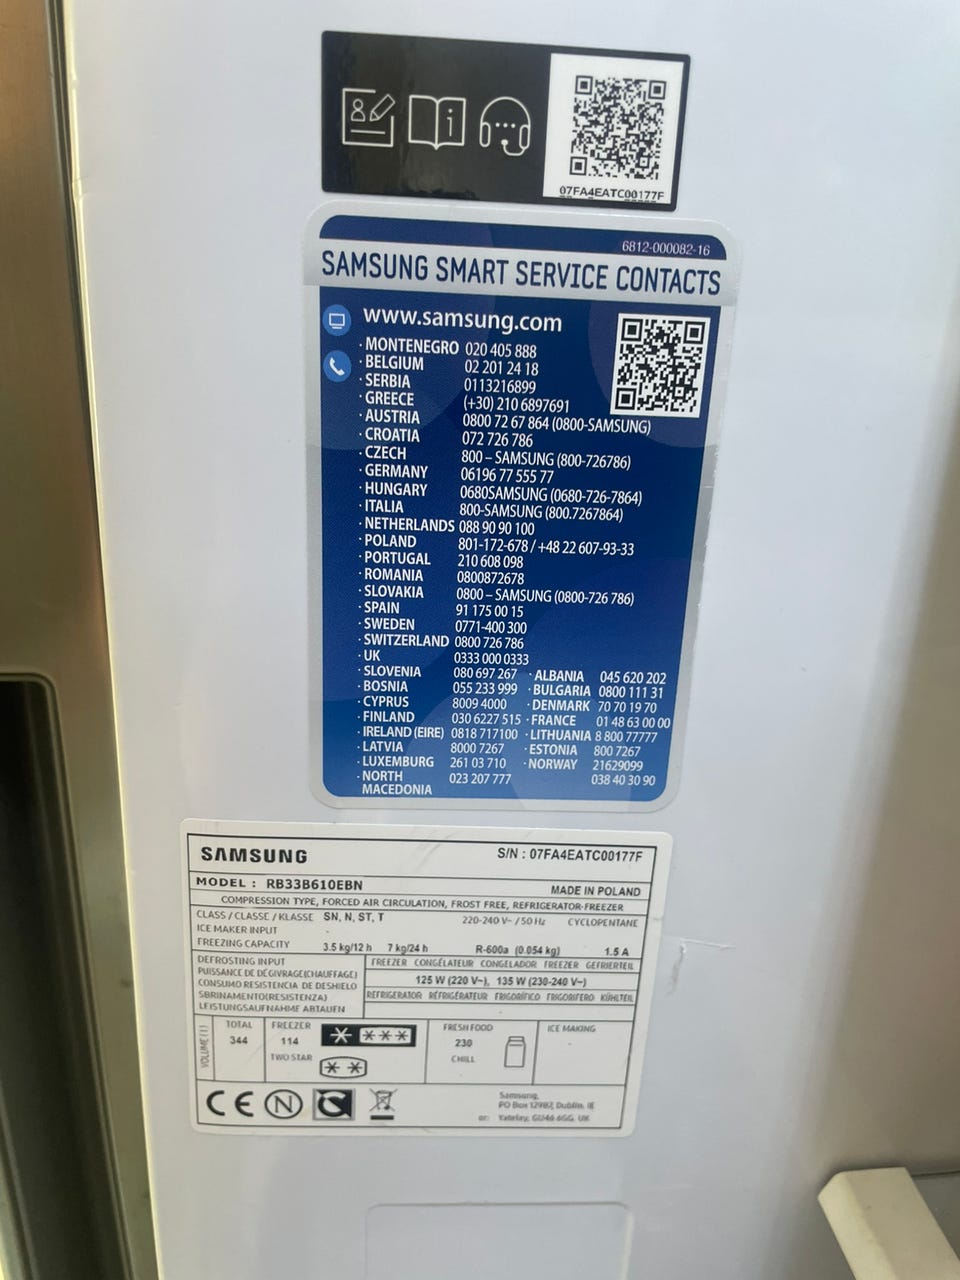 07FA4EATC00177F
6812-000082-16
SAMSUNG SMART SERVICE CONTACTS
www.samsung.com
· MONTENEGRO 020 405 888
· BELGIUM 02 201 24 18
· SERBIA 0113216899
· GREECE (+30) 210 6897691
· AUSTRIA 0800 72 67 864 (0800-SAMSUNG)
· CROATIA 072 726 786
· CZECH 800 – SAMSUNG (800-726786)
· GERMANY 06196 77 555 77
· HUNGARY 0680SAMSUNG (0680-726-7864)
· ITALIA 800-SAMSUNG (800.7267864)
· NETHERLANDS 088 90 90 100
· POLAND 801-172-678 / +48 22 607-93-33
· PORTUGAL 210 608 098
· ROMANIA 0800872678
· SLOVAKIA 0800 – SAMSUNG (0800-726 786)
· SPAIN 91 175 00 15
· SWEDEN 0771-400 300
· SWITZERLAND 0800 726 786
· UK 0333 000 0333
· SLOVENIA 080 697 267 · ALBANIA 045 620 202
· BOSNIA 055 233 999 · BULGARIA 0800 111 31
· CYPRUS 8009 4000 · DENMARK 70 70 19 70
· FINLAND 030 6227 515 · FRANCE 01 48 63 00 00
· IRELAND (EIRE) 0818 717100 · LITHUANIA 8 800 77777
· LATVIA 8000 7267 · ESTONIA 800 7267
· LUXEMBURG 261 03 710 · NORWAY 21629099
· NORTH MACEDONIA 023 207 777 038 40 30 90
SAMSUNG S/N : 07FA4EATC00177F
MODEL : RB33B610EBN MADE IN POLAND
COMPRESSION TYPE, FORCED AIR CIRCULATION, FROST FREE, REFRIGERATOR-FREEZER
CLASS / CLASSE / KLASSE SN, N, ST, T 220-240 V~ / 50 Hz CYCLOPENTANE
ICE MAKER INPUT
FREEZING CAPACITY 3.5 kg/12 h 7 kg/24 h R-600a (0.054 kg) 1.5 A
DEFROSTING INPUT FREEZER CONGÉLATEUR CONGELADOR FREEZER GEFRIERTEIL
PUISSANCE DE DÉGIVRAGE(CHAUFFAGE)
CONSUMO RESISTENCIA DE DESHIELO 125 W (220 V~), 135 W (230-240 V~)
SBRINAMENTO(RESISTENZA) REFRIGERATOR RÉFRIGÉRATEUR FRIGORÍFICO FRIGORIFERO KÜHLTEIL
LEISTUNGSAUFNAHME ABTAUEN
VOLUME(l) TOTAL FREEZER FRESH FOOD ICE MAKING
344 114 230
TWO STAR CHILL
CE N
Samsung,
PO Box 12987, Dublin. IE
or: Yateley, GU46 6GG. UK